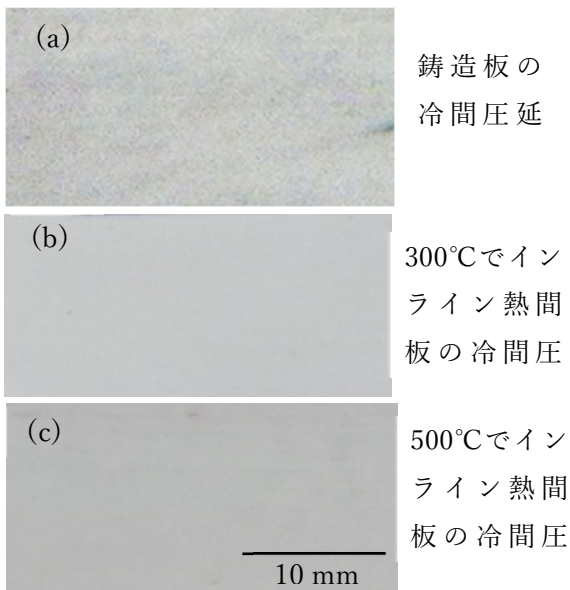 (a)
鋳造板の
冷間圧延
(b)
300℃でイン
ライン熱間
板の冷間圧
(c)
500℃でイン
ライン熱間
板の冷間圧
10 mm